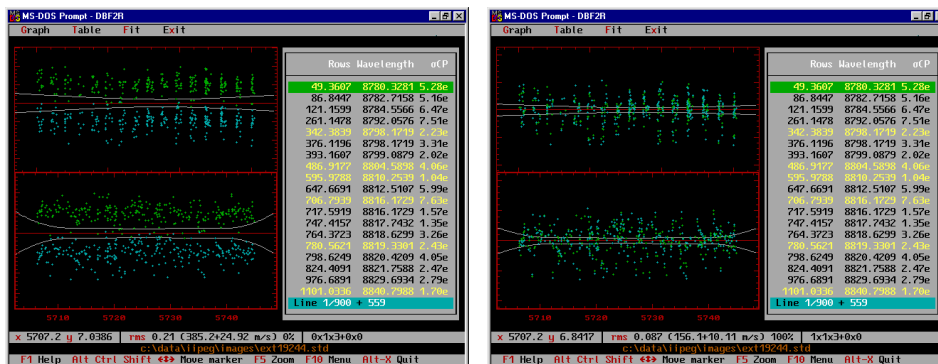 MS-DOS Prompt - DBF2R
Graph Table Fit Exit
Rows Wavelength σCP
49.3607 8780.3281 5.28e
86.8447 8782.7158 5.16e
121.1599 8784.5566 6.47e
261.1478 8792.0576 7.51e
342.3839 8798.1719 2.23e
376.1196 8798.1719 3.31e
393.1607 8799.0879 2.02e
486.9177 8804.5898 4.06e
595.9788 8810.2539 1.04e
647.6691 8812.5107 5.99e
706.7939 8816.1729 7.63e
717.5919 8816.1729 1.57e
747.4157 8817.7432 1.35e
764.3723 8818.6299 3.26e
780.5621 8819.3301 2.43e
798.6249 8820.4209 4.05e
824.4091 8821.7588 2.47e
976.6891 8829.6934 2.79e
1101.0336 8840.7988 1.70e
Line 1/900 + 559
5710 5720 5730 5740
x 5707.2 y 7.0386 rms 0.21 (385.2+24.92 m/s) 0% 0x1x3+0x0
c:\data\iipeg\images\ext19244.std
F1 Help Alt Ctrl Shift ◄‡► Move marker F5 Zoom F10 Menu Alt-X Quit
MS-DOS Prompt - DBF2R
Graph Table Fit Exit
Rows Wavelength σCP
49.3607 8780.3281 5.28e
86.8447 8782.7158 5.16e
121.1599 8784.5566 6.47e
261.1478 8792.0576 7.51e
342.3839 8798.1719 2.23e
376.1196 8798.1719 3.31e
393.1607 8799.0879 2.02e
486.9177 8804.5898 4.06e
595.9788 8810.2539 1.04e
647.6691 8812.5107 5.99e
706.7939 8816.1729 7.63e
717.5919 8816.1729 1.57e
747.4157 8817.7432 1.35e
764.3723 8818.6299 3.26e
780.5621 8819.3301 2.43e
798.6249 8820.4209 4.05e
824.4091 8821.7588 2.47e
976.6891 8829.6934 2.79e
1101.0336 8840.7988 1.70e
Line 1/900 + 559
5710 5720 5730 5740
x 5707.2 y 6.8417 rms 0.087 (156.1+10.11 m/s) 100% 1x1x3+0x0
c:\data\iipeg\images\ext19244.std
F1 Help Alt Ctrl Shift ◄‡► Move marker F5 Zoom F10 Menu Alt-X Quit